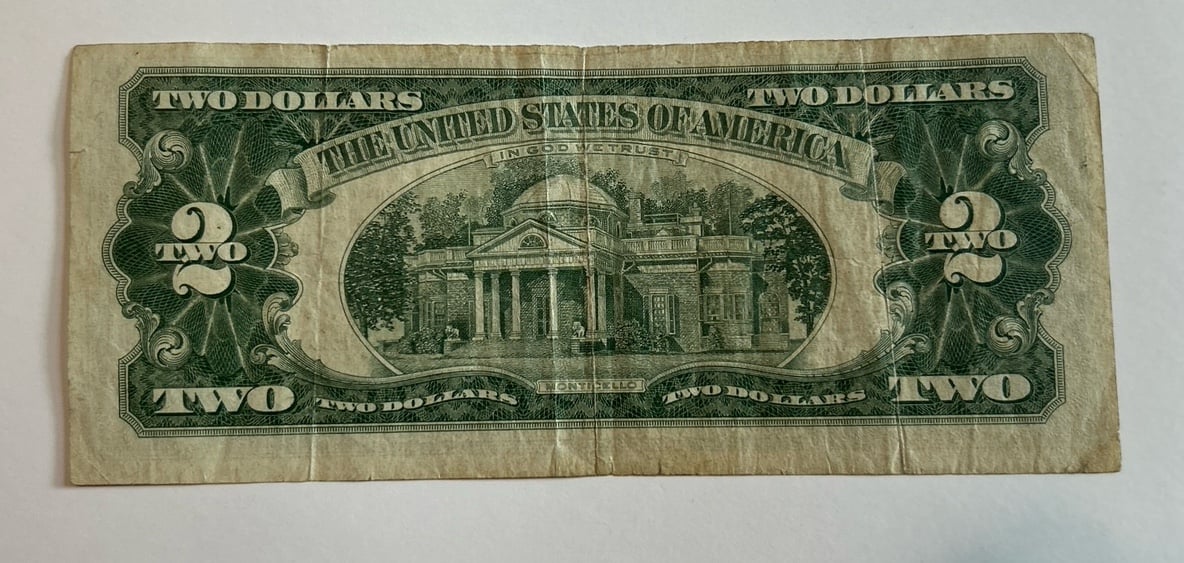 TWO DOLLARS TWO DOLLARS
THE UNITED STATES OF AMERICA
IN GOD WE TRUST
2 2
TWO TWO
MONTICELLO
TWO TWO DOLLARS TWO DOLLARS TWO